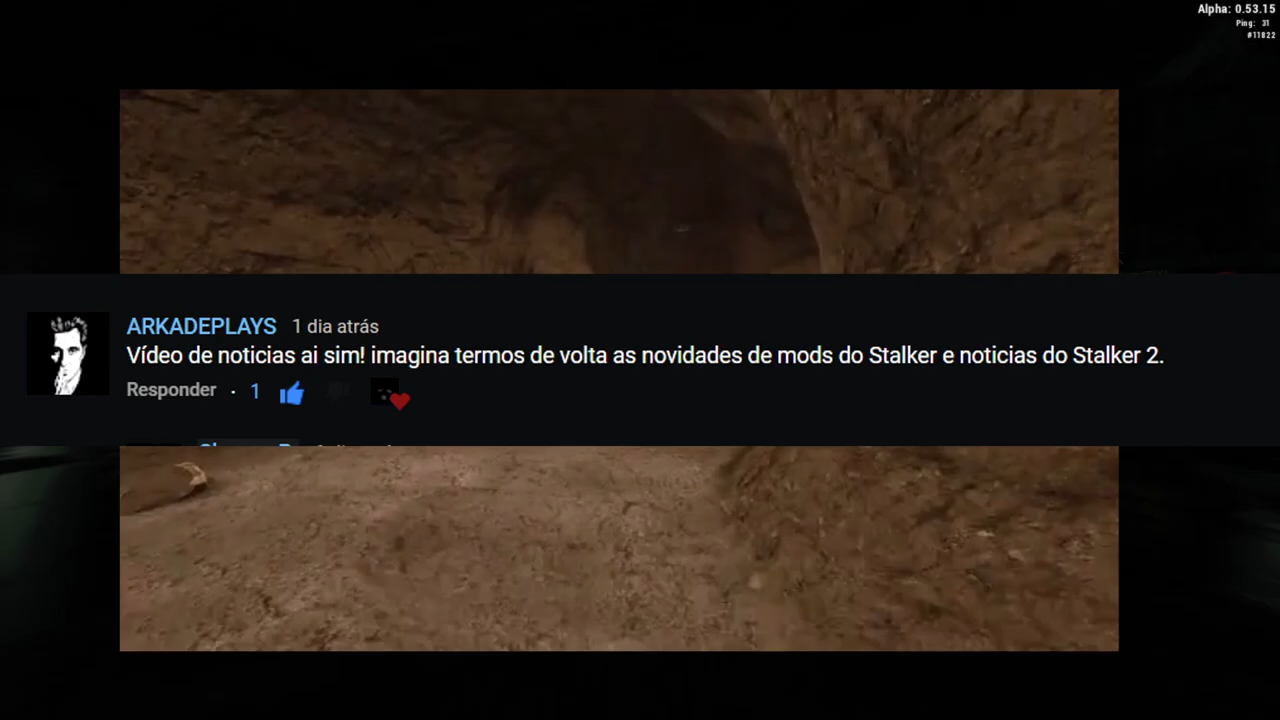 Alpha: 0.53.15
Ping: 31
#11822
ARKADEPLAYS 1 dia atrás
Vídeo de noticias ai sim! imagina termos de volta as novidades de mods do Stalker e noticias do Stalker 2.
Responder · 1